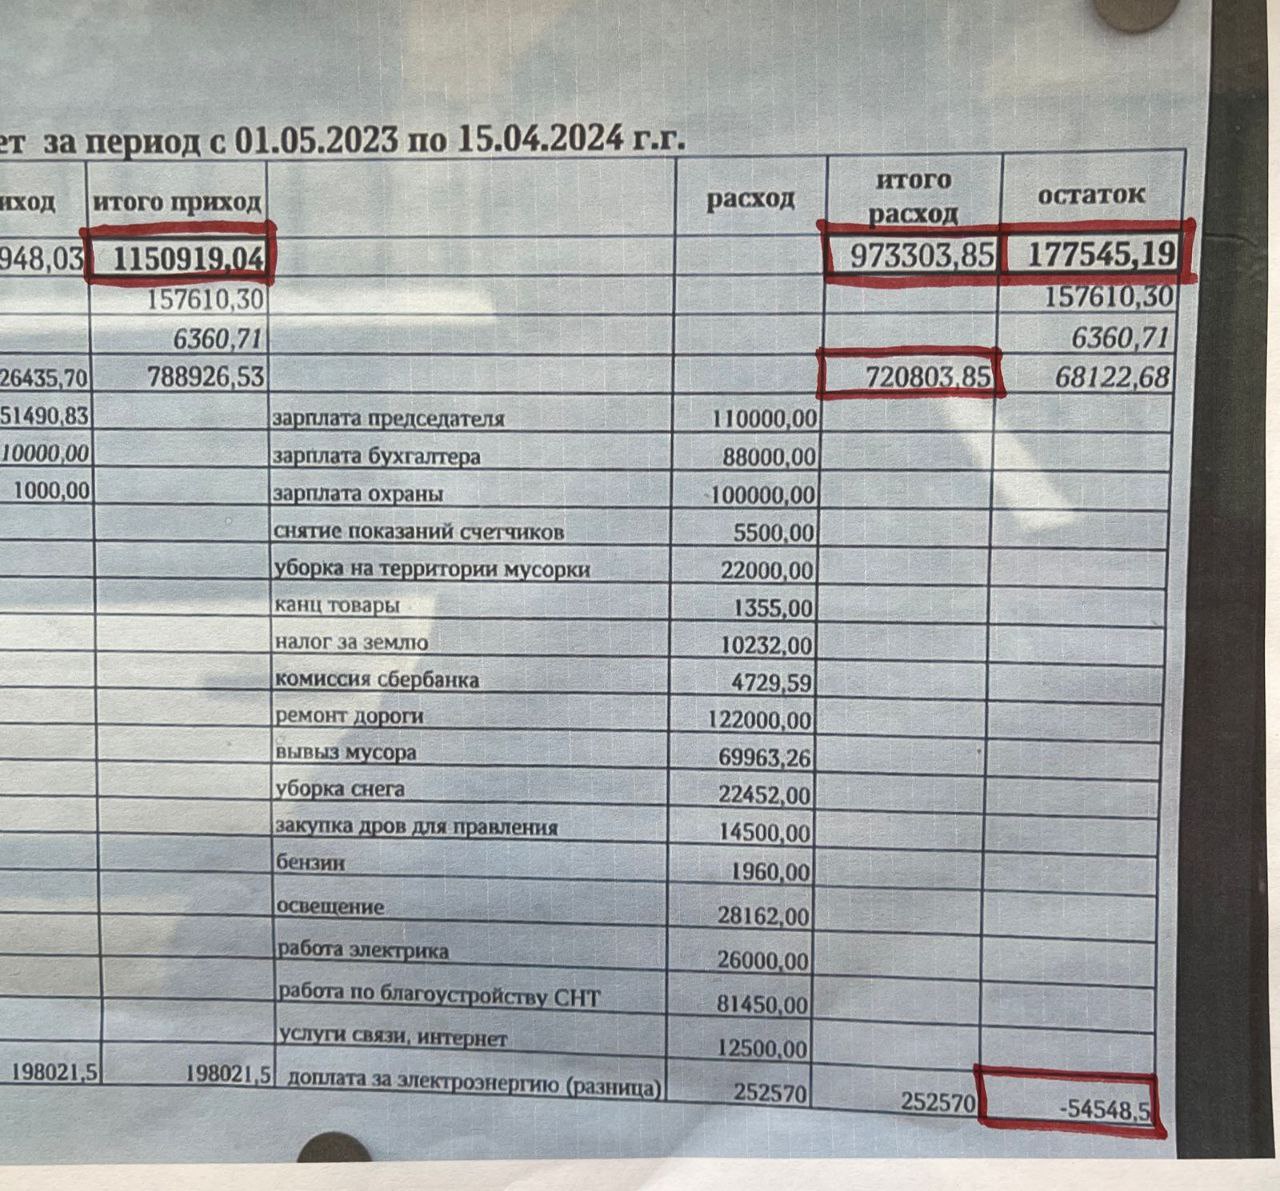 ет за период с 01.05.2023 по 15.04.2024 г.г.
иход итого приход расход итого расход остаток
948,03 1150919,04 973303,85 177545,19
157610,30 157610,30
6360,71 6360,71
26435,70 788926,53 720803,85 68122,68
51490,83 зарплата председателя 110000,00
10000,00 зарплата бухгалтера 88000,00
1000,00 зарплата охраны 100000,00
снятие показаний счетчиков 5500,00
уборка на территории мусорки 22000,00
канц товары 1355,00
налог за землю 10232,00
комиссия сбербанка 4729,59
ремонт дороги 122000,00
вывыз мусора 69963,26
уборка снега 22452,00
закупка дров для правления 14500,00
бензин 1960,00
освещение 28162,00
работа электрика 26000,00
работа по благоустройству СНТ 81450,00
услуги связи, интернет 12500,00
198021,5 198021,5 доплата за электроэнергию (разница) 252570 252570 -54548,5